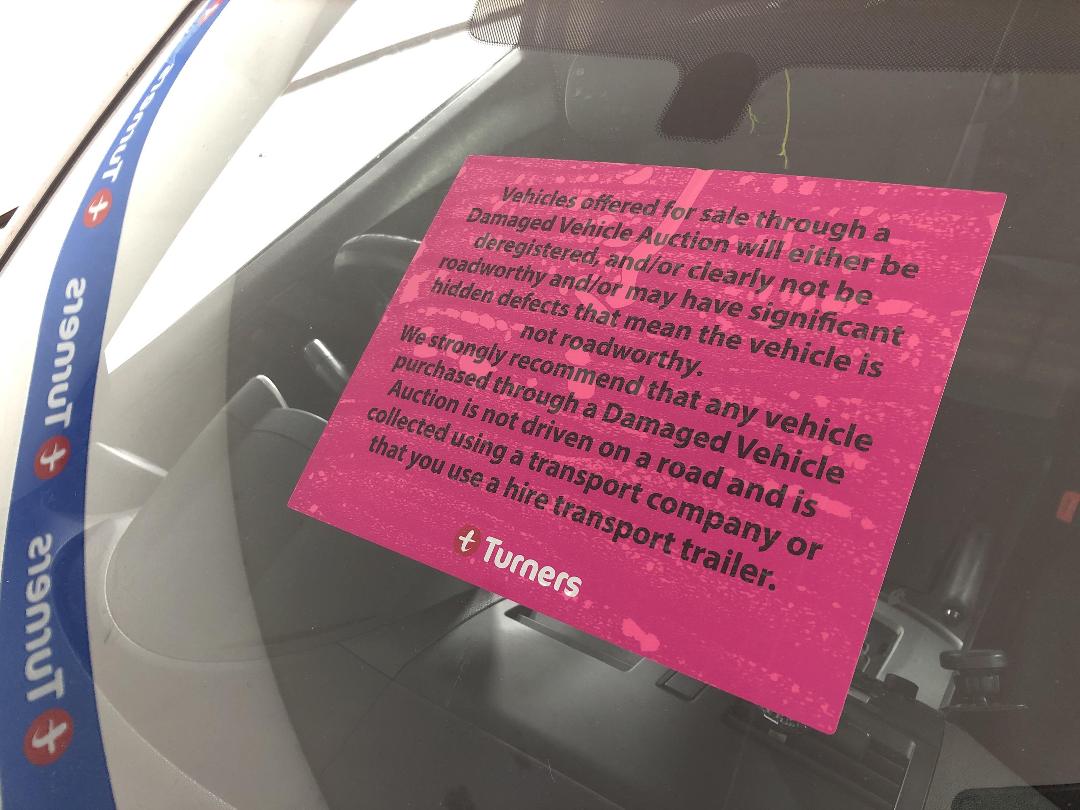 Vehicles offered for sale through a
Damaged Vehicle Auction will either be
deregistered, and/or clearly not be
roadworthy and/or may have significant
hidden defects that mean the vehicle is
not roadworthy.
We strongly recommend that any vehicle
purchased through a Damaged Vehicle
Auction is not driven on a road and is
collected using a transport company or
that you use a hire transport trailer.
t Turners
Turners
Turners
Turners